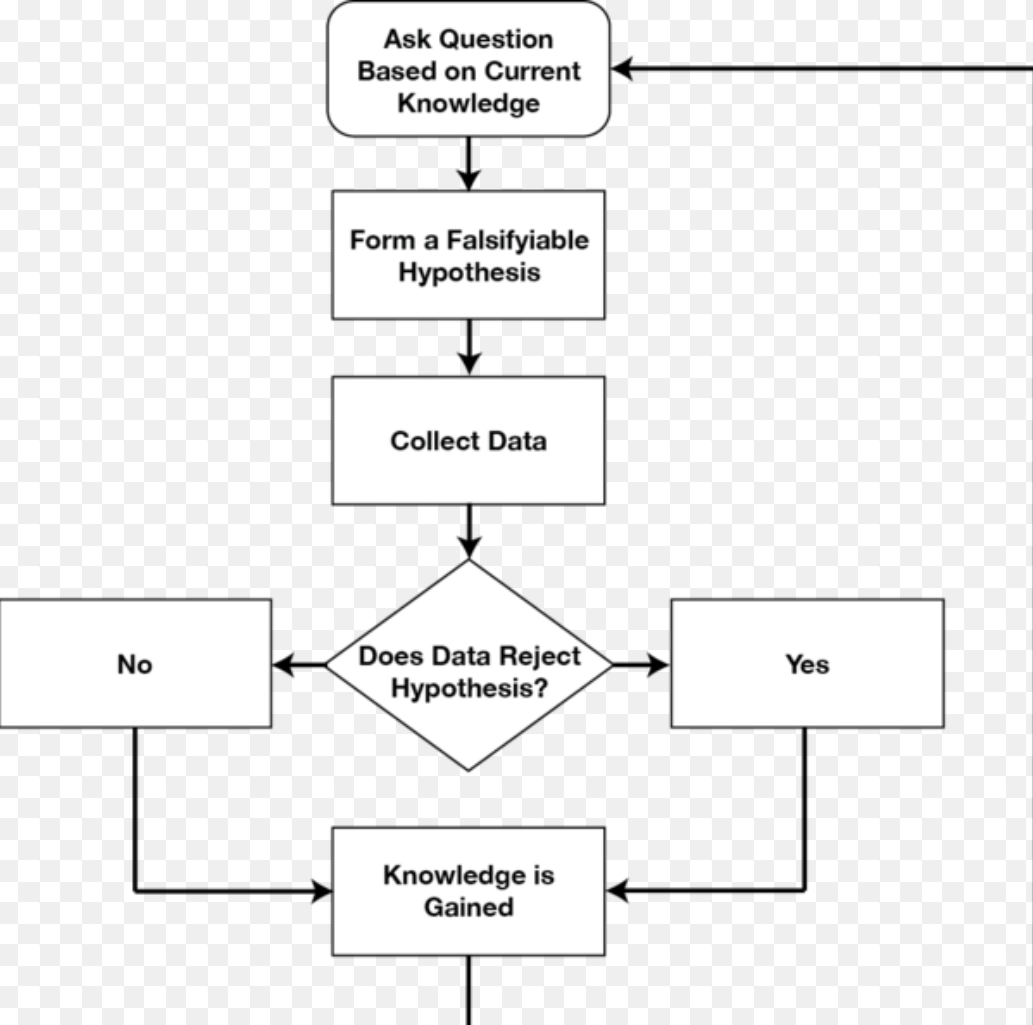 Ask Question
Based on Current
Knowledge
Form a Falsifyiable
Hypothesis
Collect Data
No
Does Data Reject
Hypothesis?
Yes
Knowledge is
Gained